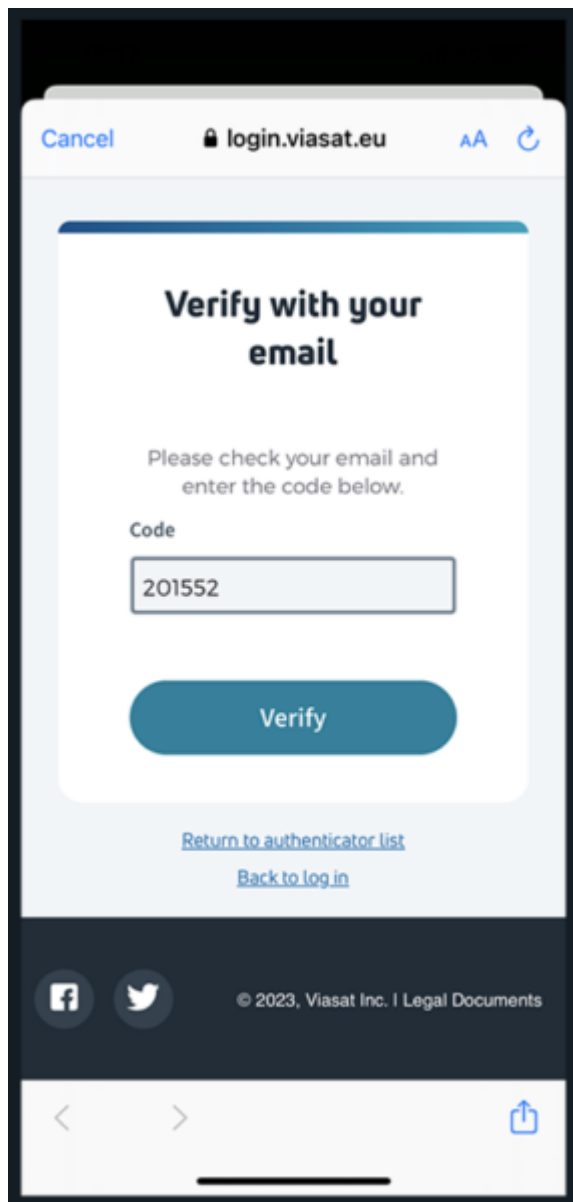 Cancel
login.viasat.eu
AA
Verify with your
email
Please check your email and
enter the code below.
Code
201552
Verify
Return to authenticator list
Back to log in
© 2023, Viasat Inc. I Legal Documents